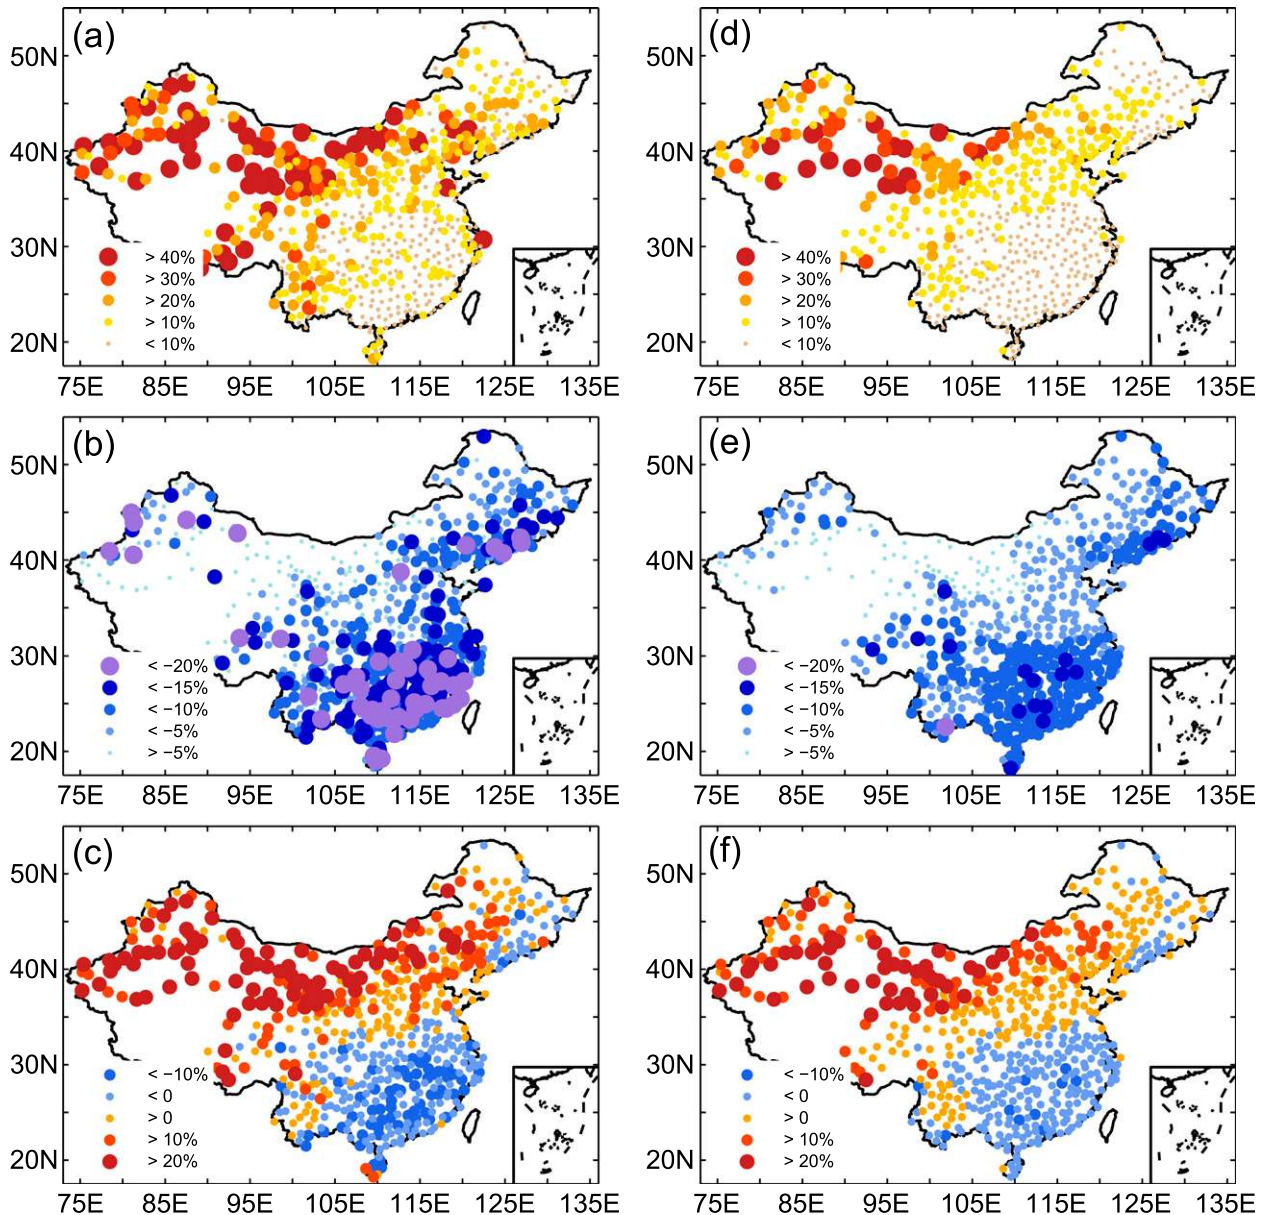 (a)
50N
40N
30N
20N
> 40%
> 30%
> 20%
> 10%
< 10%
75E 85E 95E 105E 115E 125E 135E
(d)
50N
40N
30N
20N
> 40%
> 30%
> 20%
> 10%
< 10%
75E 85E 95E 105E 115E 125E 135E
(b)
50N
40N
30N
20N
< −20%
< −15%
< −10%
< −5%
> −5%
75E 85E 95E 105E 115E 125E 135E
(e)
50N
40N
30N
20N
< −20%
< −15%
< −10%
< −5%
> −5%
75E 85E 95E 105E 115E 125E 135E
(c)
50N
40N
30N
20N
< −10%
< 0
> 0
> 10%
> 20%
75E 85E 95E 105E 115E 125E 135E
(f)
50N
40N
30N
20N
< −10%
< 0
> 0
> 10%
> 20%
75E 85E 95E 105E 115E 125E 135E